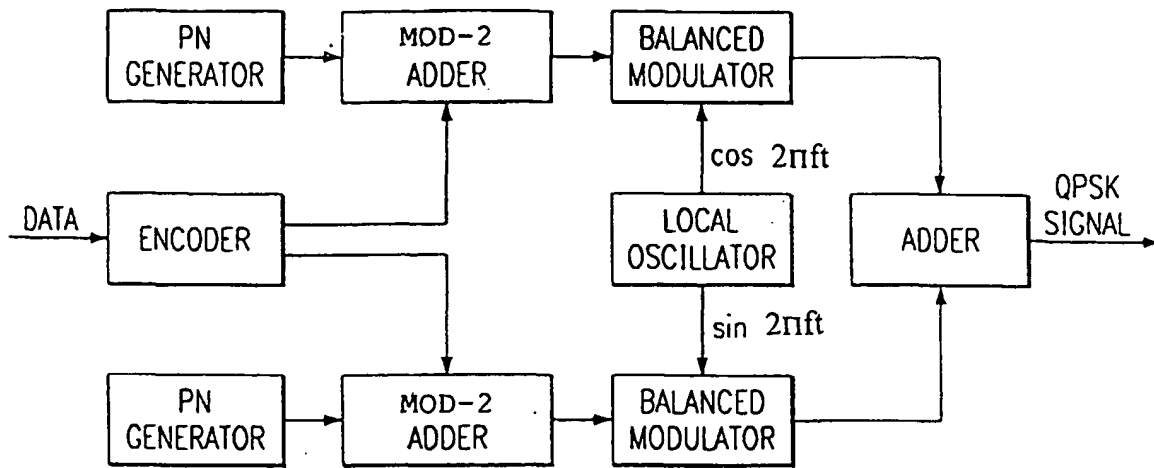 PN
GENERATOR
MOD-2
ADDER
BALANCED
MODULATOR
cos 2πft
DATA
ENCODER
LOCAL
OSCILLATOR
ADDER
QPSK
SIGNAL
sin 2πft
PN
GENERATOR
MOD-2
ADDER
BALANCED
MODULATOR